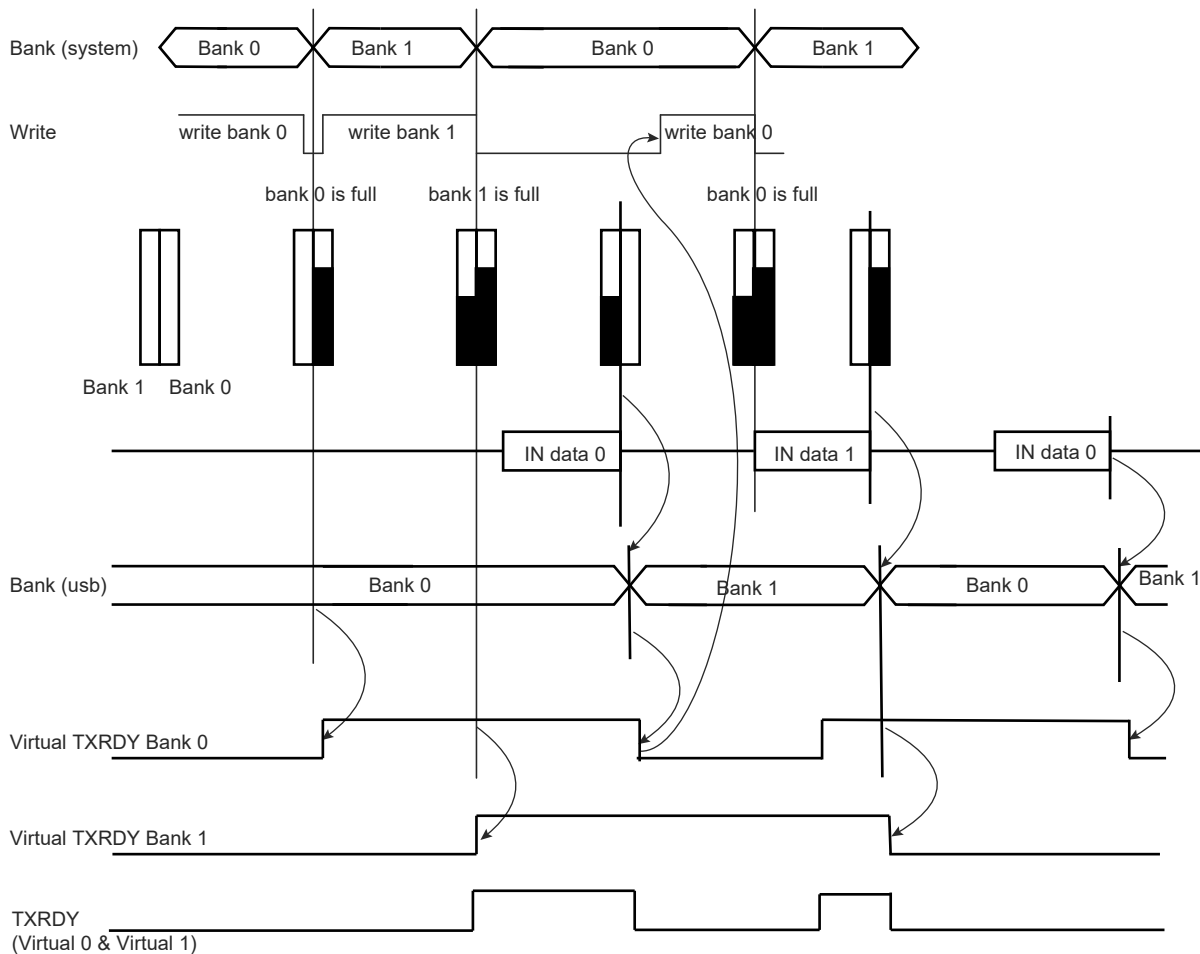 Bank (system)
Bank 0
Bank 1
Bank 0
Bank 1
Write
write bank 0
write bank 1
write bank 0
bank 0 is full
bank 1 is full
bank 0 is full
Bank 1
Bank 0
IN data 0
IN data 1
IN data 0
Bank (usb)
Bank 0
Bank 1
Bank 0
Bank 1
Virtual TXRDY Bank 0
Virtual TXRDY Bank 1
TXRDY
(Virtual 0 & Virtual 1)